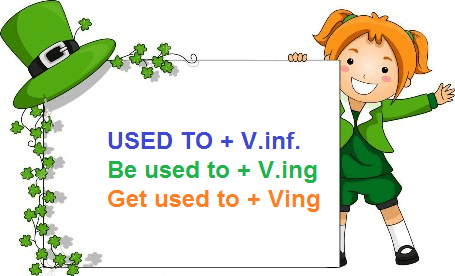 USED TO + V.inf.
Be used to + V.ing
Get used to + Ving